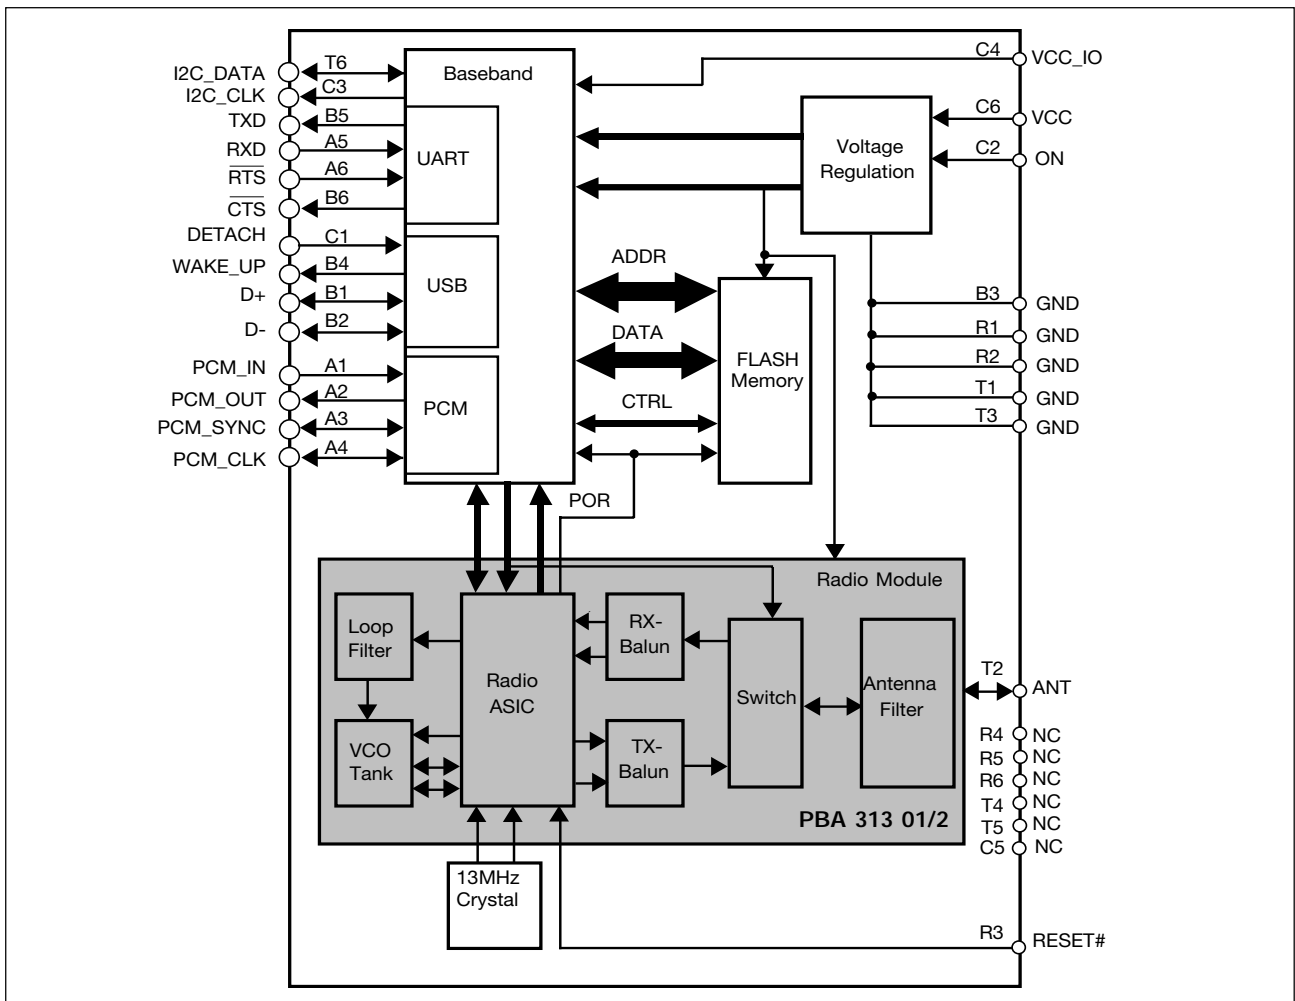 I2C_DATA T6
I2C_CLK C3
TXD B5
RXD A5
RTS A6
CTS B6
DETACH C1
WAKE_UP B4
D+ B1
D- B2
PCM_IN A1
PCM_OUT A2
PCM_SYNC A3
PCM_CLK A4
Baseband
UART
USB
PCM
C4 VCC_IO
C6 VCC
C2 ON
Voltage
Regulation
ADDR
DATA
CTRL
POR
FLASH
Memory
B3 GND
R1 GND
R2 GND
T1 GND
T3 GND
Radio Module
Loop
Filter
VCO
Tank
Radio
ASIC
RX-
Balun
TX-
Balun
Switch
Antenna
Filter
PBA 313 01/2
T2 ANT
R4 NC
R5 NC
R6 NC
T4 NC
T5 NC
C5 NC
13MHz
Crystal
R3 RESET#